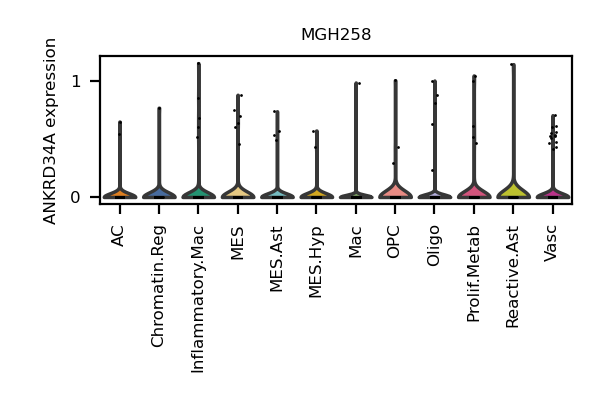 MGH258
ANKRD34A expression
1
0
AC
Chromatin.Reg
Inflammatory.Mac
MES
MES.Ast
MES.Hyp
Mac
OPC
Oligo
Prolif.Metab
Reactive.Ast
Vasc